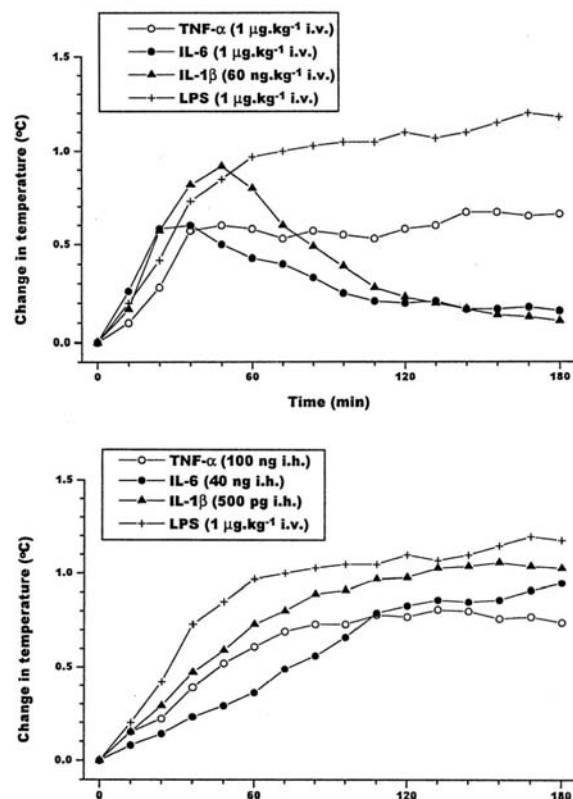 TNF-α (1 μg.kg⁻¹ i.v.)
IL-6 (1 μg.kg⁻¹ i.v.)
IL-1β (60 ng.kg⁻¹ i.v.)
LPS (1 μg.kg⁻¹ i.v.)
Change in temperature (°C)
1.5
1.0
0.5
0.0
0 60 120 180
Time (min)
TNF-α (100 ng i.h.)
IL-6 (40 ng i.h.)
IL-1β (500 pg i.h.)
LPS (1 μg.kg⁻¹ i.v.)
Change in temperature (°C)
1.5
1.0
0.5
0.0
0 60 120 180